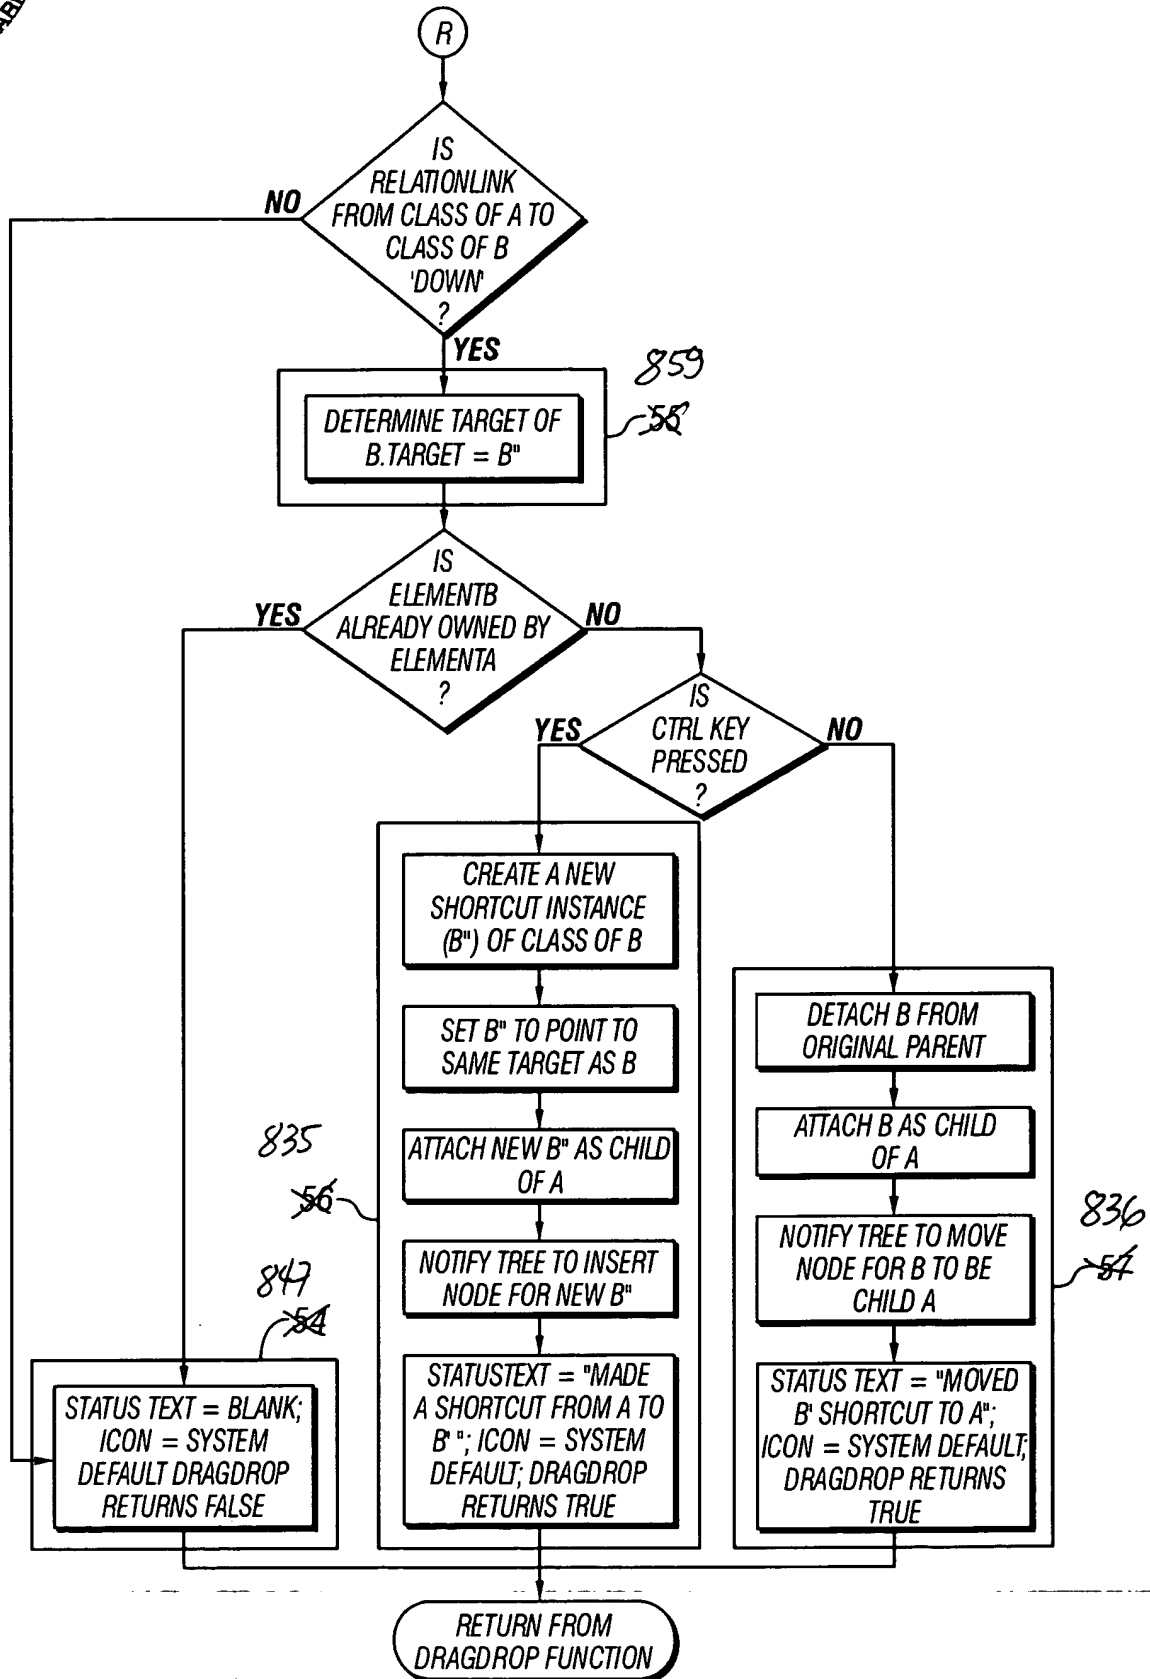 R
IS
RELATIONLINK
FROM CLASS OF A TO
CLASS OF B
'DOWN'
?
NO
YES
859
55
DETERMINE TARGET OF
B.TARGET = B"
IS
ELEMENTB
ALREADY OWNED BY
ELEMENTA
?
YES
NO
IS
CTRL KEY
PRESSED
?
YES
NO
CREATE A NEW
SHORTCUT INSTANCE
(B") OF CLASS OF B
SET B" TO POINT TO
SAME TARGET AS B
ATTACH NEW B" AS CHILD
OF A
NOTIFY TREE TO INSERT
NODE FOR NEW B"
STATUSTEXT = "MADE
A SHORTCUT FROM A TO
B' "; ICON = SYSTEM
DEFAULT; DRAGDROP
RETURNS TRUE
835
56
DETACH B FROM
ORIGINAL PARENT
ATTACH B AS CHILD
OF A
NOTIFY TREE TO MOVE
NODE FOR B TO BE
CHILD A
STATUS TEXT = "MOVED
B' SHORTCUT TO A";
ICON = SYSTEM DEFAULT;
DRAGDROP RETURNS
TRUE
836
57
847
54
STATUS TEXT = BLANK;
ICON = SYSTEM
DEFAULT DRAGDROP
RETURNS FALSE
RETURN FROM
DRAGDROP FUNCTION